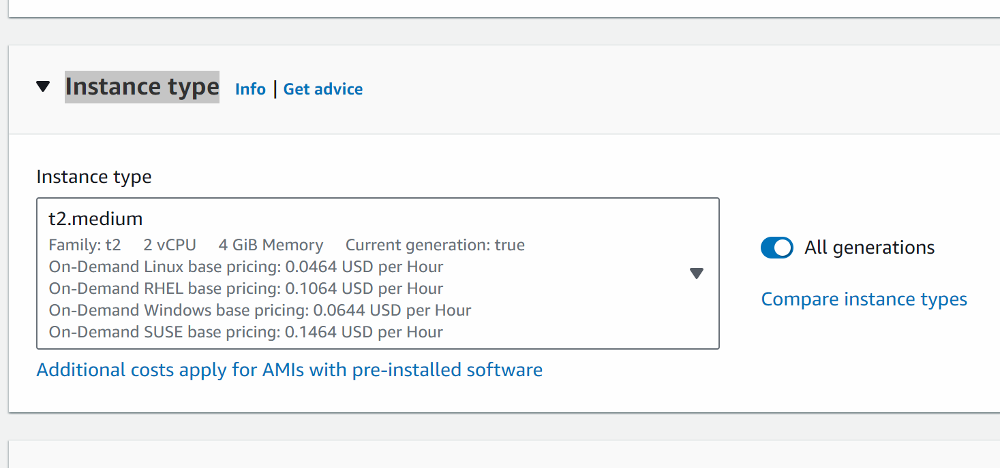 Instance type Info | Get advice
Instance type
t2.medium
Family: t2 2 vCPU 4 GiB Memory Current generation: true
On-Demand Linux base pricing: 0.0464 USD per Hour
On-Demand RHEL base pricing: 0.1064 USD per Hour
On-Demand Windows base pricing: 0.0644 USD per Hour
On-Demand SUSE base pricing: 0.1464 USD per Hour
All generations
Compare instance types
Additional costs apply for AMIs with pre-installed software